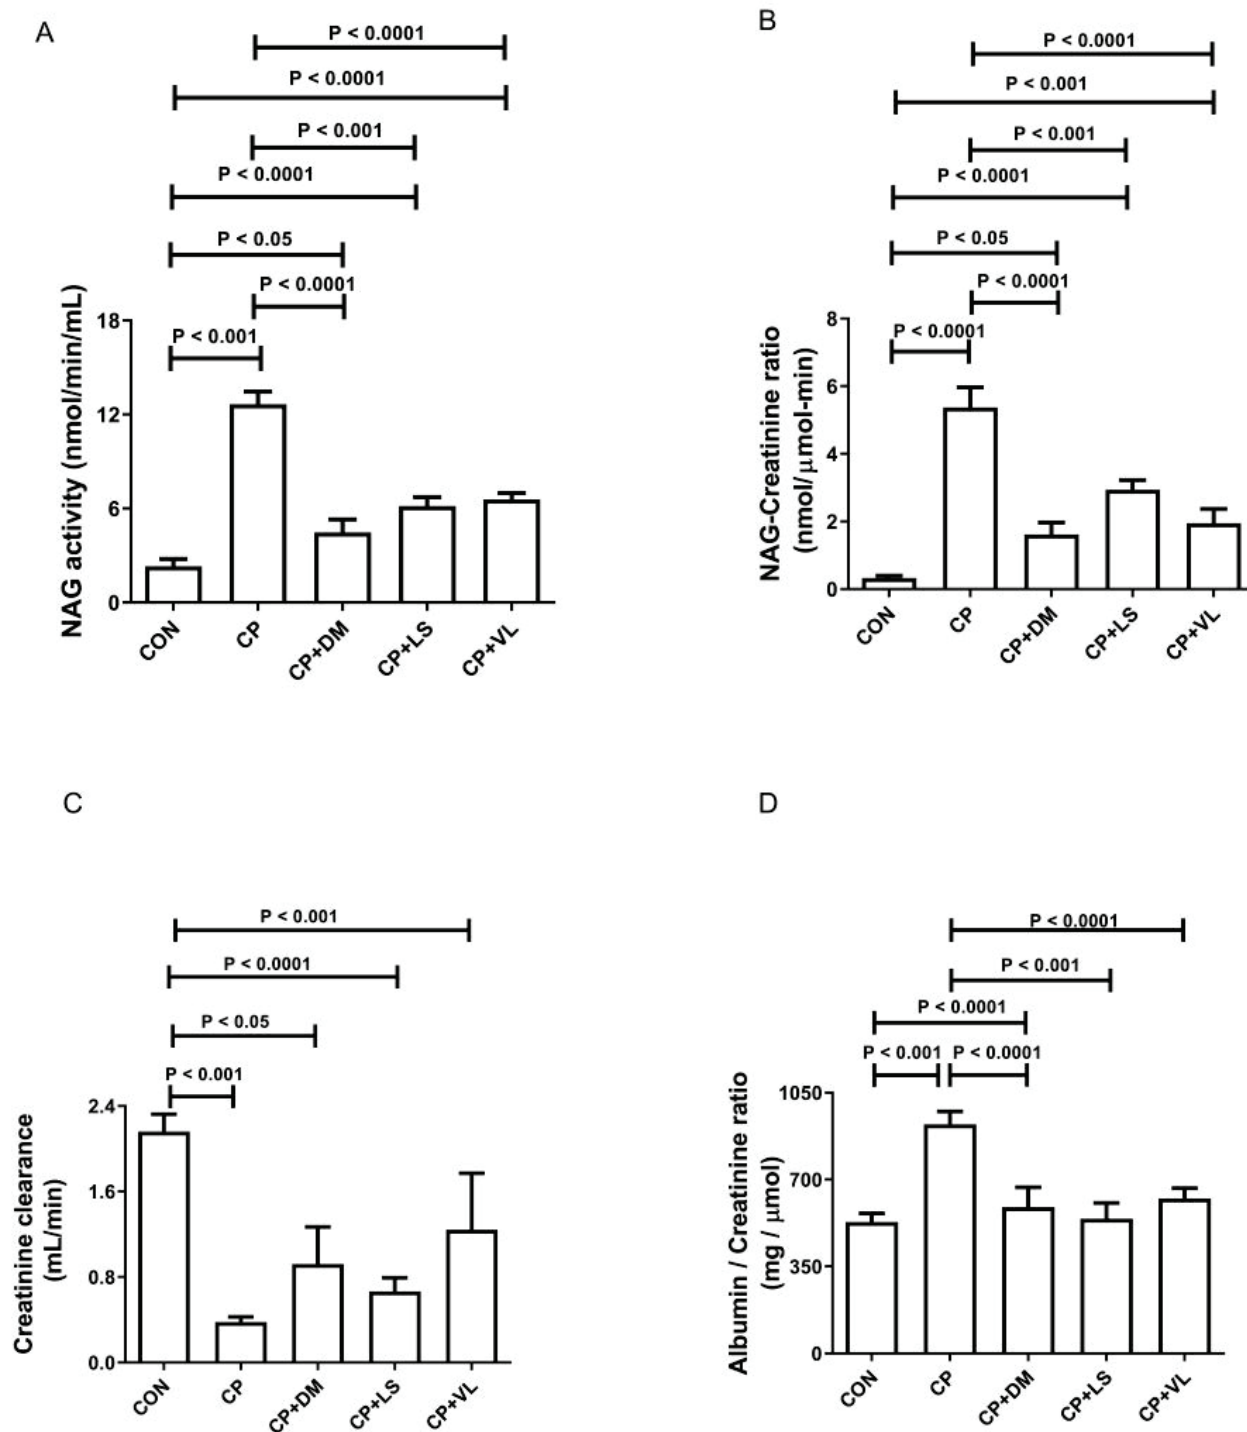 A
P < 0.0001
P < 0.0001
P < 0.001
P < 0.0001
P < 0.05
P < 0.0001
P < 0.001
NAG activity (nmol/min/mL)
18
12
6
0
CON
CP
CP+DM
CP+LS
CP+VL
B
P < 0.0001
P < 0.001
P < 0.001
P < 0.0001
P < 0.05
P < 0.0001
P < 0.0001
NAG-Creatinine ratio
(nmol/μmol-min)
8
6
4
2
0
CON
CP
CP+DM
CP+LS
CP+VL
C
P < 0.001
P < 0.0001
P < 0.05
P < 0.001
Creatinine clearance
(mL/min)
2.4
1.6
0.8
0.0
CON
CP
CP+DM
CP+LS
CP+VL
D
P < 0.0001
P < 0.001
P < 0.0001
P < 0.001
P < 0.0001
Albumin / Creatinine ratio
(mg / μmol)
1050
700
350
0
CON
CP
CP+DM
CP+LS
CP+VL